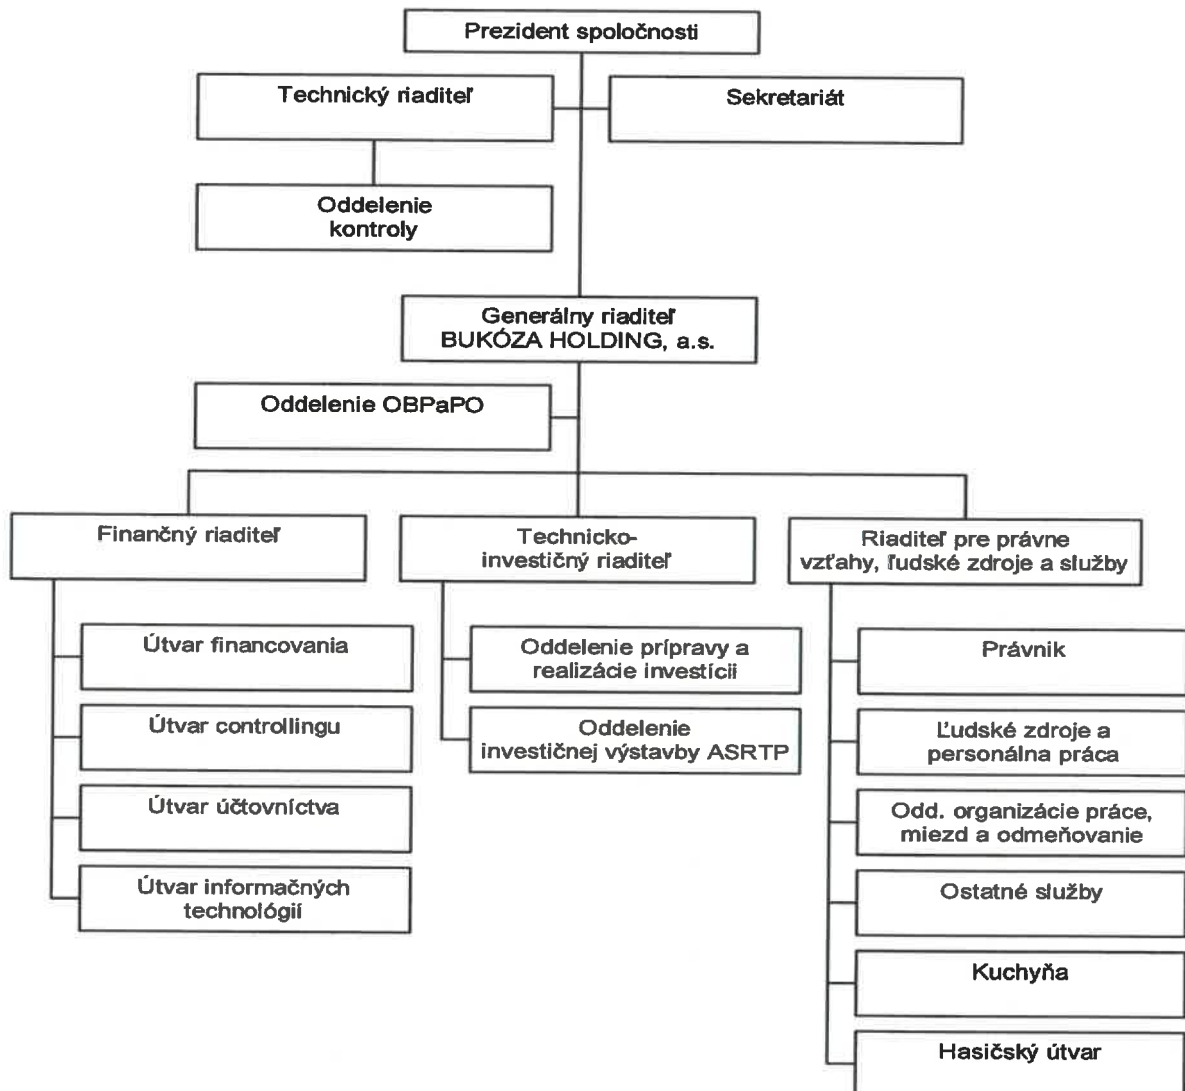 Prezident spoločnosti
Technický riaditeľ
Sekretariát
Oddelenie
kontroly
Generálny riaditeľ
BUKÓZA HOLDING, a.s.
Oddelenie OBPaPO
Finančný riaditeľ
Technicko-
investičný riaditeľ
Riaditeľ pre právne
vzťahy, ľudské zdroje a služby
Útvar financovania
Útvar controllingu
Útvar účtovníctva
Útvar informačných
technológií
Oddelenie prípravy a
realizácie investícii
Oddelenie
investičnej výstavby ASRTP
Právnik
Ľudské zdroje a
personálna práca
Odd. organizácie práce,
miezd a odmeňovanie
Ostatné služby
Kuchyňa
Hasičský útvar